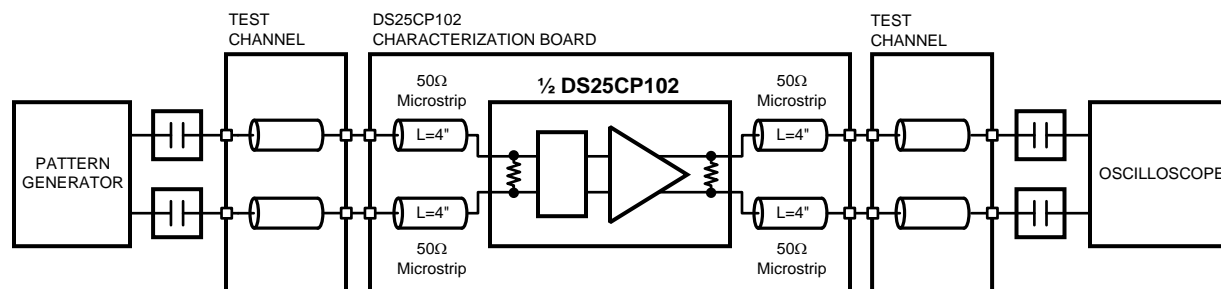 TEST
CHANNEL
DS25CP102
CHARACTERIZATION BOARD
TEST
CHANNEL
50Ω
Microstrip
½ DS25CP102
50Ω
Microstrip
L=4"
L=4"
PATTERN
GENERATOR
OSCILLOSCOPE
L=4"
L=4"
50Ω
Microstrip
50Ω
Microstrip